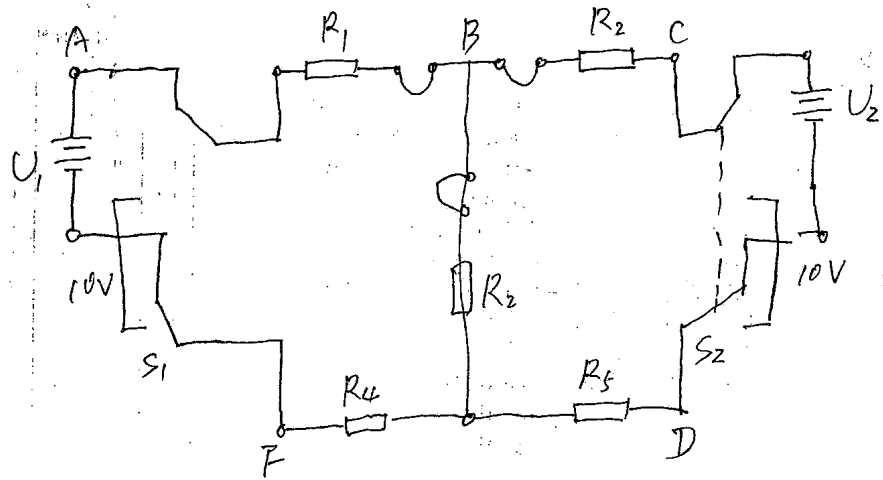 A R₁ B R₂ C
U₁ U₂
10V R₂ 10V
S₁ S₂
R₄ R₅
F D